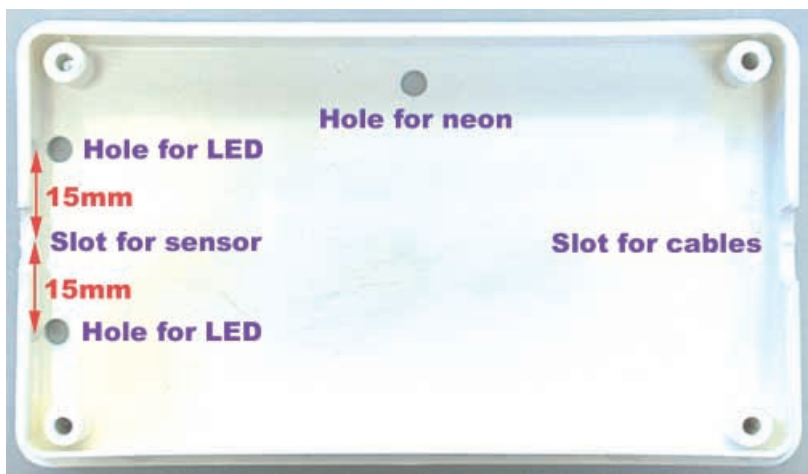 Hole for neon
Hole for LED
15mm
Slot for sensor
Slot for cables
15mm
Hole for LED